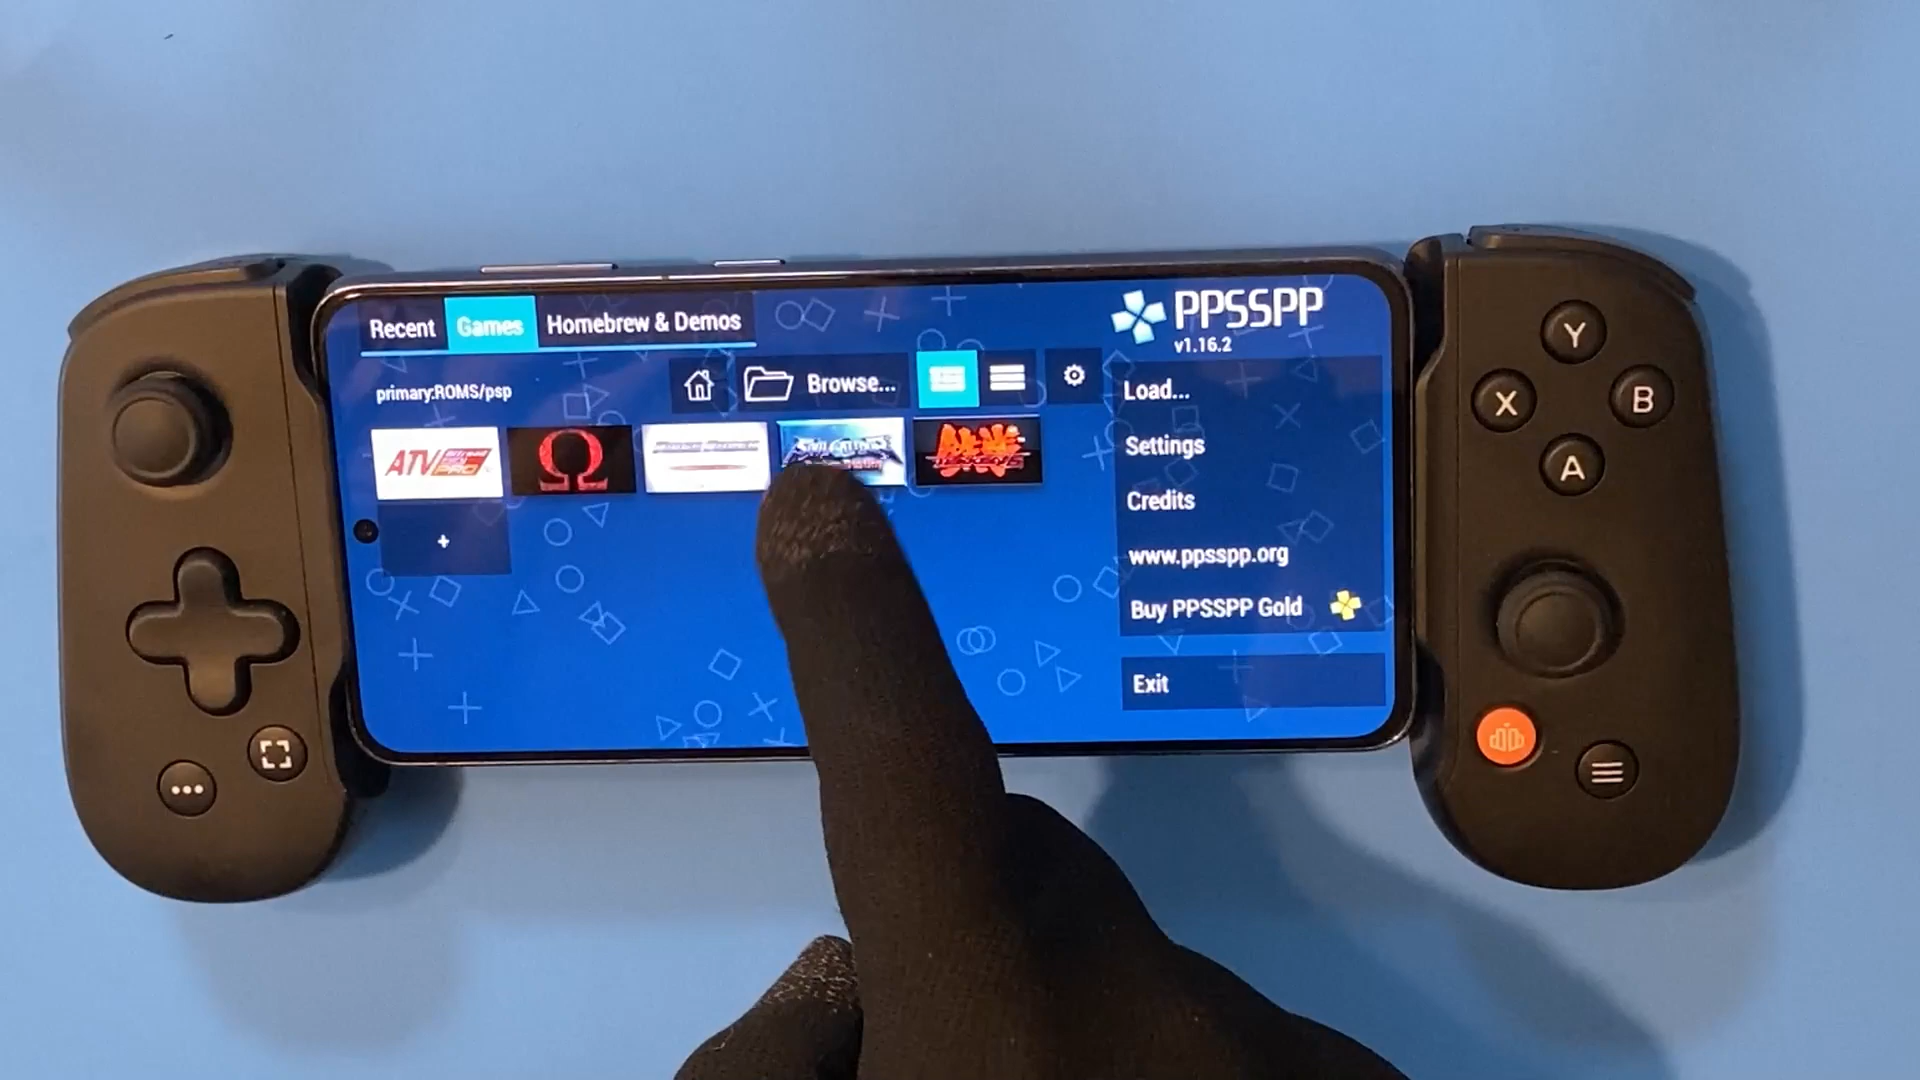 Recent Games Homebrew & Demos
PPSSPP
v1.16.2
primary:ROMS/psp
Browse...
ATV
PRO
Ω
+
Load...
Settings
Credits
www.ppsspp.org
Buy PPSSPP Gold
Exit
Y
X
B
A